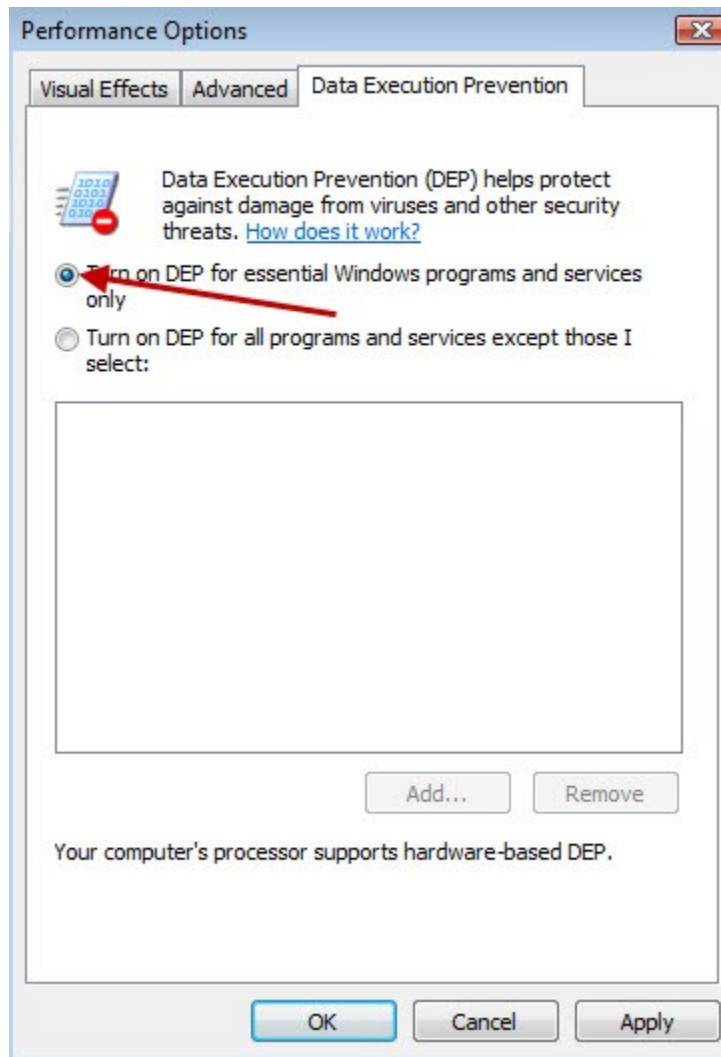 Performance Options
Visual Effects
Advanced
Data Execution Prevention
Data Execution Prevention (DEP) helps protect
against damage from viruses and other security
threats. How does it work?
Turn on DEP for essential Windows programs and services
only
Turn on DEP for all programs and services except those I
select:
Add...
Remove
Your computer's processor supports hardware-based DEP.
OK
Cancel
Apply